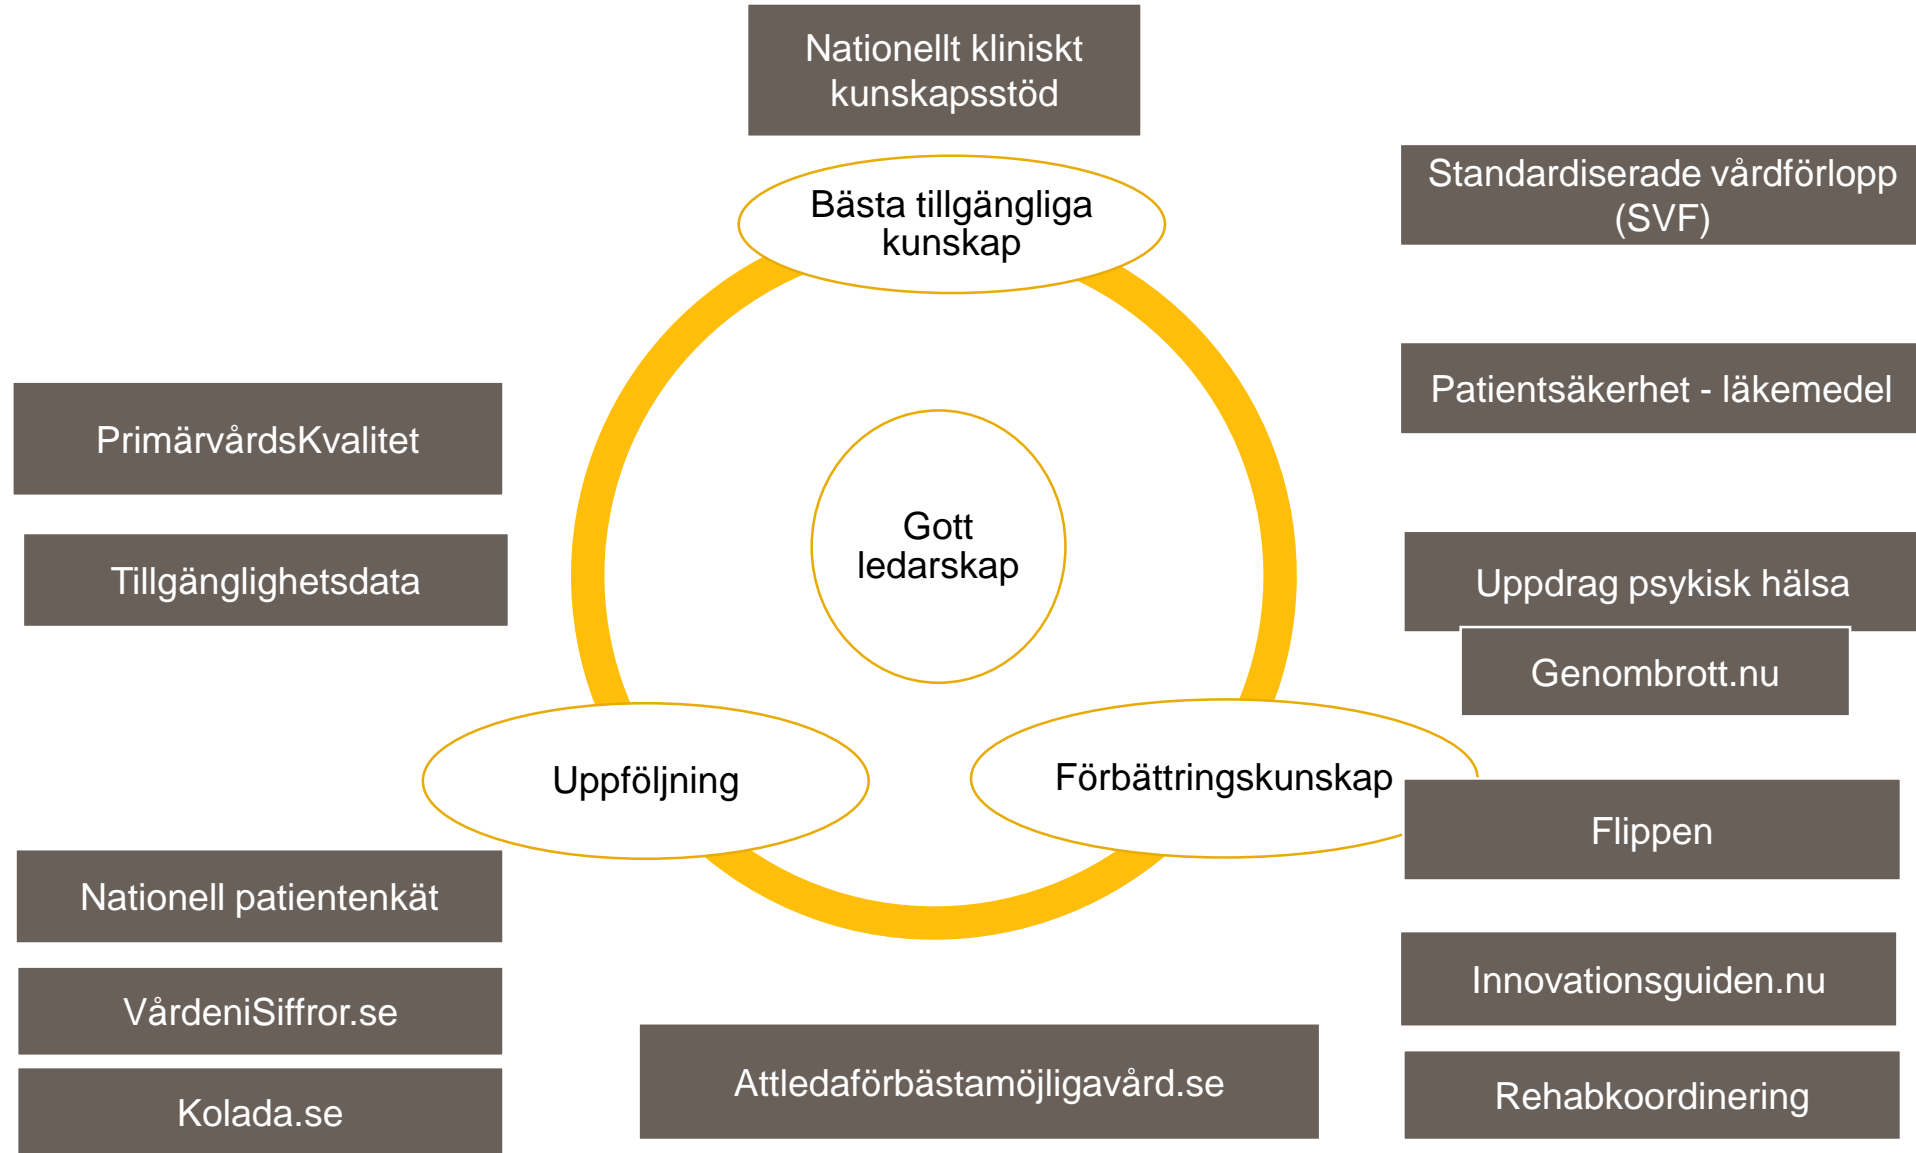 Nationellt kliniskt
kunskapsstöd
Bästa tillgängliga
kunskap
Standardiserade vårdförlopp
(SVF)
Patientsäkerhet - läkemedel
PrimärvårdsKvalitet
Gott
ledarskap
Tillgänglighetsdata
Uppdrag psykisk hälsa
Genombrott.nu
Uppföljning
Förbättringskunskap
Flippen
Nationell patientenkät
Innovationsguiden.nu
VårdeniSiffror.se
Attledaförbästamöjligavård.se
Rehabkoordinering
Kolada.se